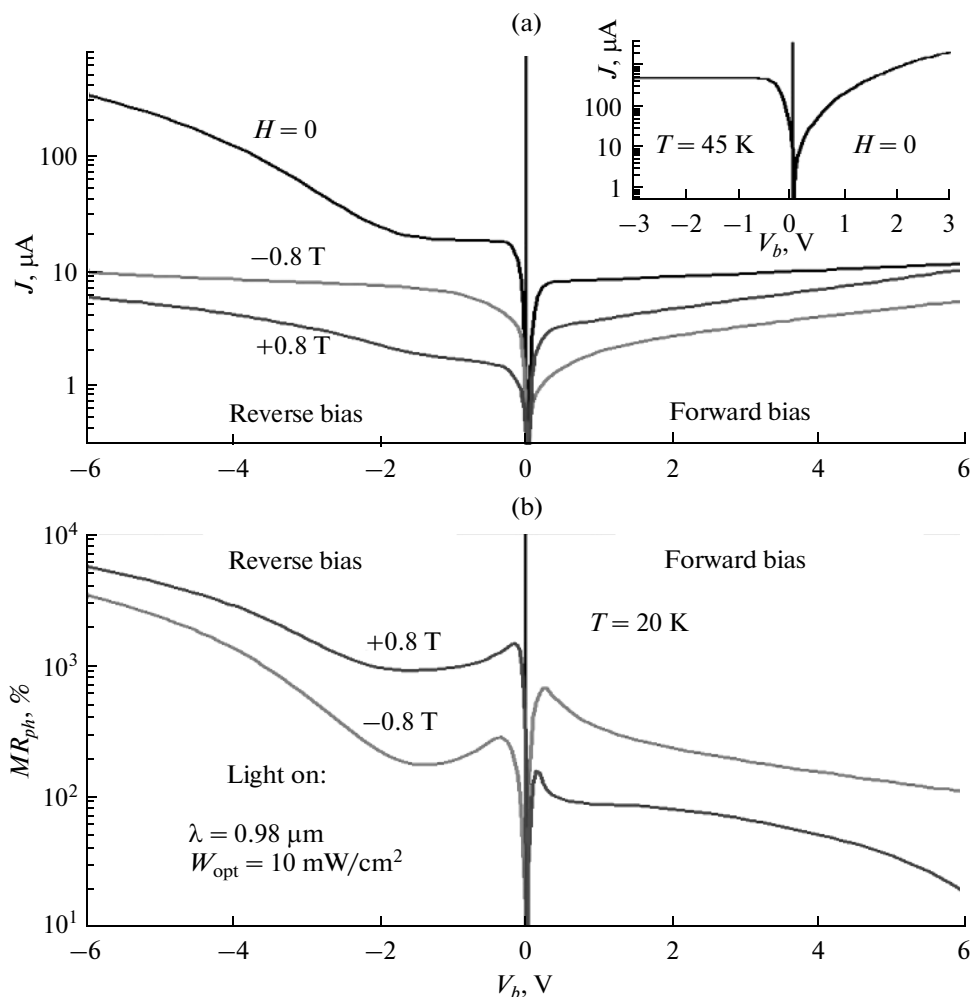 (a)
J, μA
100
10
1
H = 0
−0.8 T
+0.8 T
Reverse bias
Forward bias
−6
−4
−2
0
2
4
6
J, μA
100
10
1
T = 45 K
H = 0
−3
−2
−1
0
1
2
3
V_b, V
(b)
MR_ph, %
10^4
10^3
10^2
10^1
Reverse bias
Forward bias
+0.8 T
T = 20 K
−0.8 T
Light on:
λ = 0.98 μm
W_opt = 10 mW/cm^2
−6
−4
−2
0
2
4
6
V_b, V